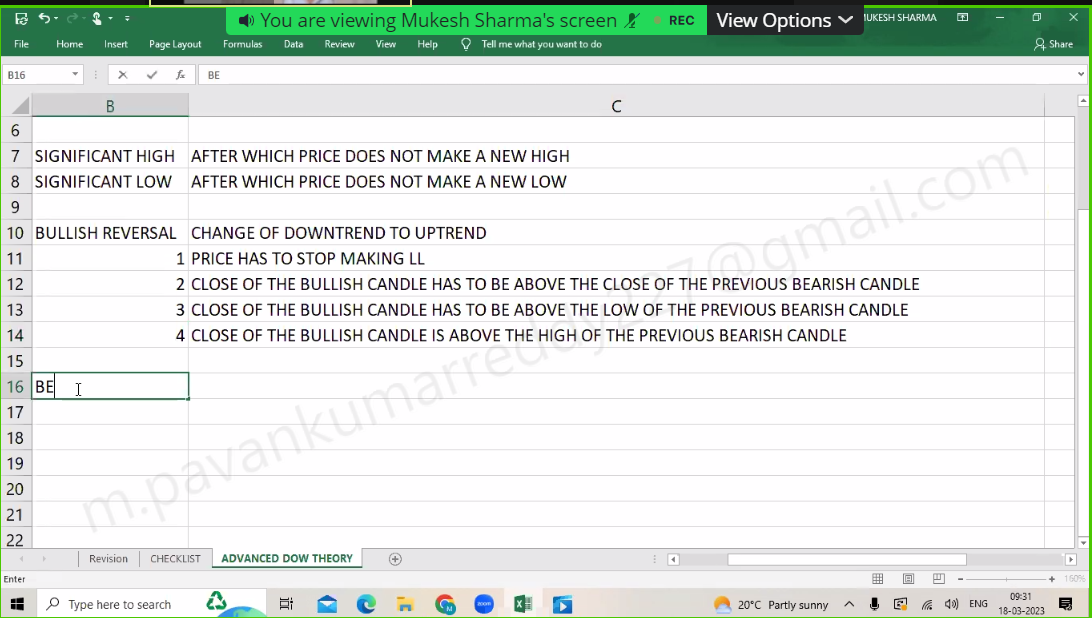 You are viewing Mukesh Sharma's screen
REC
View Options
MUKESH SHARMA
File Home Insert Page Layout Formulas Data Review View Help Tell me what you want to do Share
B16 fx BE
B C
6
7 SIGNIFICANT HIGH AFTER WHICH PRICE DOES NOT MAKE A NEW HIGH
8 SIGNIFICANT LOW AFTER WHICH PRICE DOES NOT MAKE A NEW LOW
9
10 BULLISH REVERSAL CHANGE OF DOWNTREND TO UPTREND
11 1 PRICE HAS TO STOP MAKING LL
12 2 CLOSE OF THE BULLISH CANDLE HAS TO BE ABOVE THE CLOSE OF THE PREVIOUS BEARISH CANDLE
13 3 CLOSE OF THE BULLISH CANDLE HAS TO BE ABOVE THE LOW OF THE PREVIOUS BEARISH CANDLE
14 4 CLOSE OF THE BULLISH CANDLE IS ABOVE THE HIGH OF THE PREVIOUS BEARISH CANDLE
15
16 BE
17
18
19
20
21
22
m.pavankumarreddy227@gmail.com
Revision CHECKLIST ADVANCED DOW THEORY
Enter 160%
Type here to search zoom 20°C Partly sunny ENG 09:31
18-03-2023